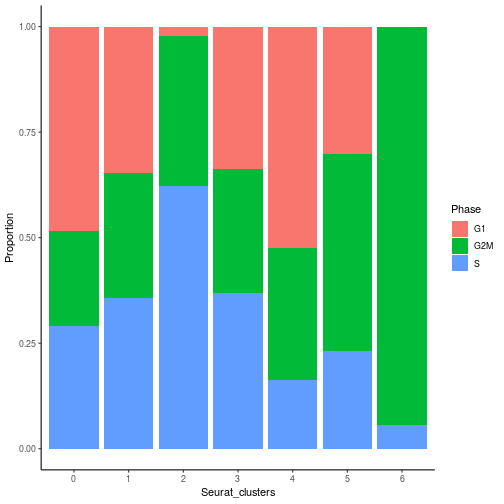 1.00
0.75
0.50
0.25
0.00
Proportion
0 1 2 3 4 5 6
Seurat_clusters
Phase
G1
G2M
S